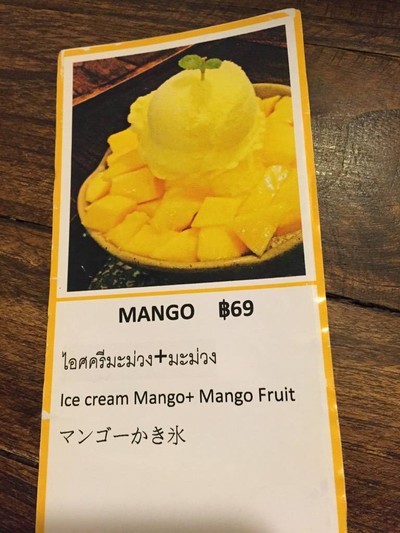 MANGO ฿69
ไอศครีมะม่วง+มะม่วง
Ice cream Mango+ Mango Fruit
マンゴーかき氷